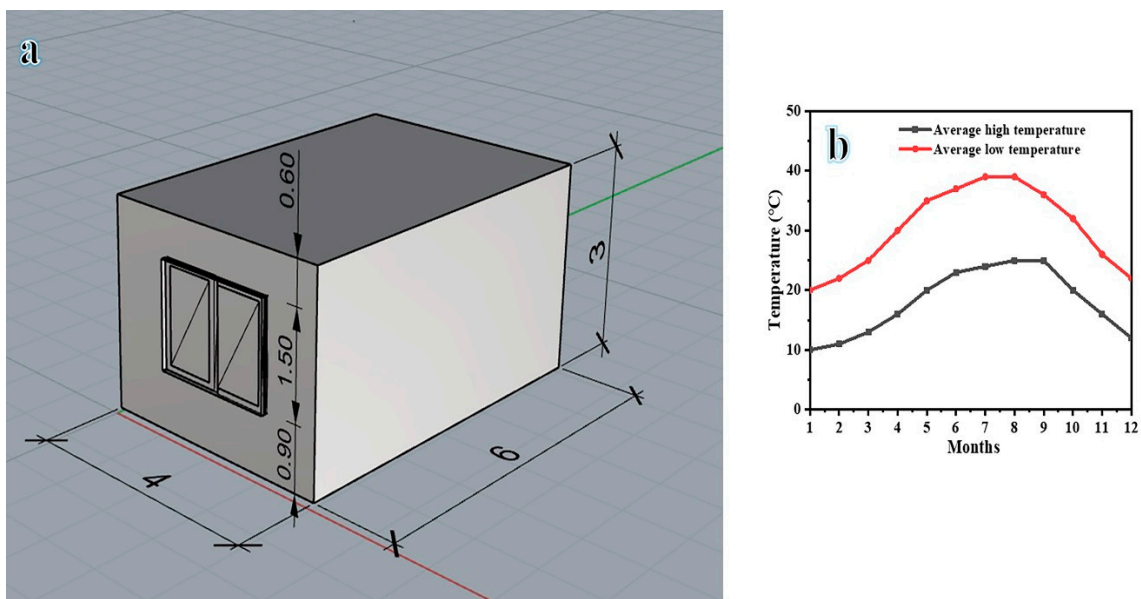 a
0.60
1.50
0.90
3
6
4
b
Average high temperature
Average low temperature
Temperature (°C)
50
40
30
20
10
0
1 2 3 4 5 6 7 8 9 10 11 12
Months